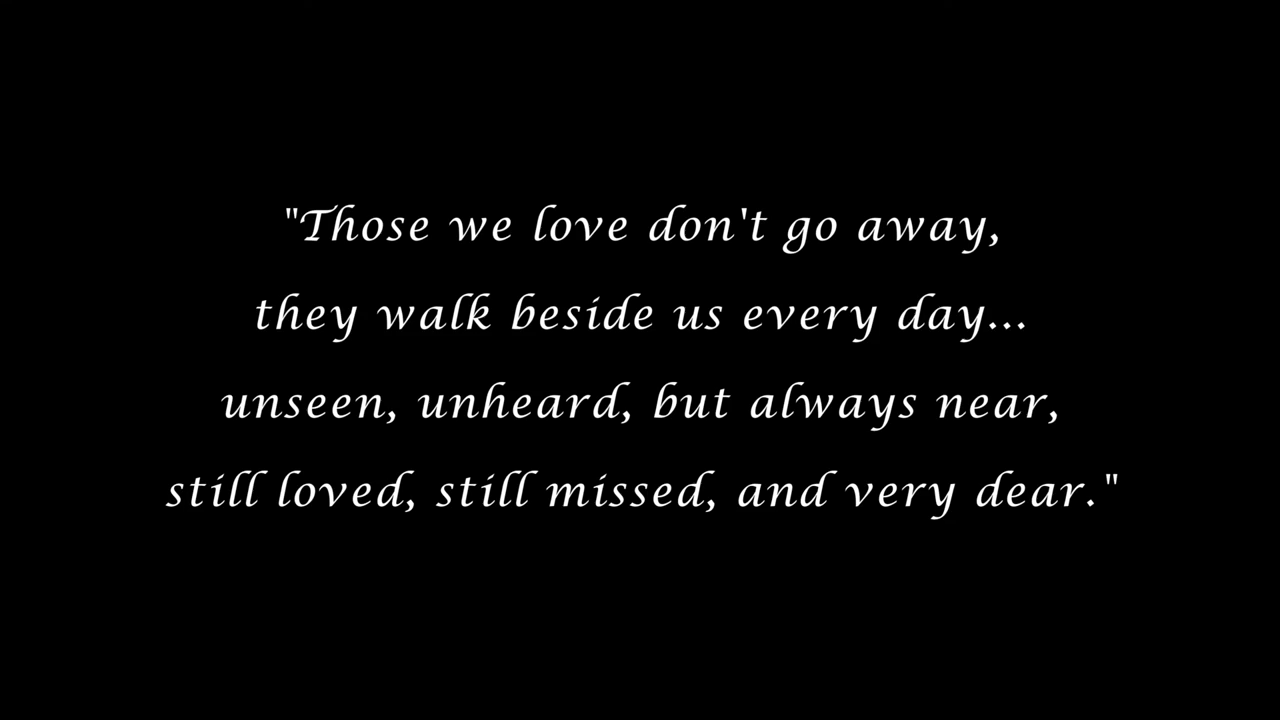 "Those we love don't go away,
they walk beside us every day...
unseen, unheard, but always near,
still loved, still missed, and very dear."